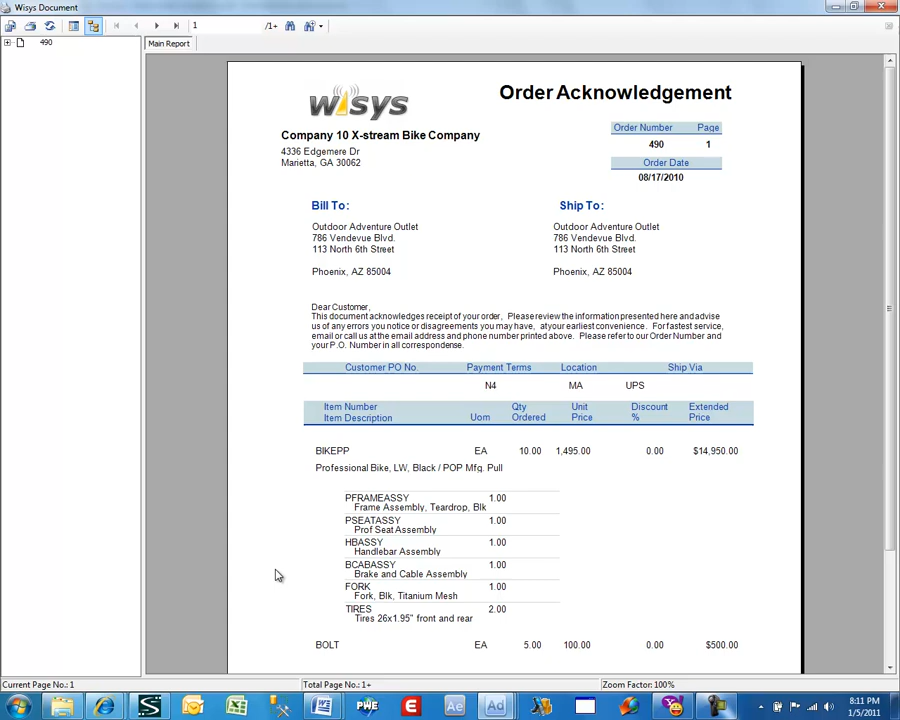 Wisys Document
1
/1+
490
Main Report
wisys
Order Acknowledgement
Company 10 X-stream Bike Company
4336 Edgemere Dr
Marietta, GA 30062
Order Number Page
490 1
Order Date
08/17/2010
Bill To: Ship To:
Outdoor Adventure Outlet Outdoor Adventure Outlet
786 Vendevue Blvd. 786 Vendevue Blvd.
113 North 6th Street 113 North 6th Street
Phoenix, AZ 85004 Phoenix, AZ 85004
Dear Customer,
This document acknowledges receipt of your order, Please review the information presented here and advise
us of any errors you notice or disagreements you may have, at your earliest convenience. For fastest service,
email or call us at the email address and phone number printed above. Please refer to our Order Number and
your P.O. Number in all correspondense.
Customer PO No. Payment Terms Location Ship Via
N4 MA UPS
Item Number Qty Unit Discount Extended
Item Description Uom Ordered Price % Price
BIKEPP EA 10.00 1,495.00 0.00 $14,950.00
Professional Bike, LW, Black / POP Mfg. Pull
PFRAMEASSY 1.00
Frame Assembly, Teardrop, Blk
PSEATASSY 1.00
Prof Seat Assembly
HBASSY 1.00
Handlebar Assembly
BCABASSY 1.00
Brake and Cable Assembly
FORK 1.00
Fork, Blk, Titanium Mesh
TIRES 2.00
Tires 26x1.95" front and rear
BOLT EA 5.00 100.00 0.00 $500.00
Current Page No.: 1 Total Page No.: 1+ Zoom Factor: 100%
PWE
E
Ae
Ad
8:11 PM
1/5/2011